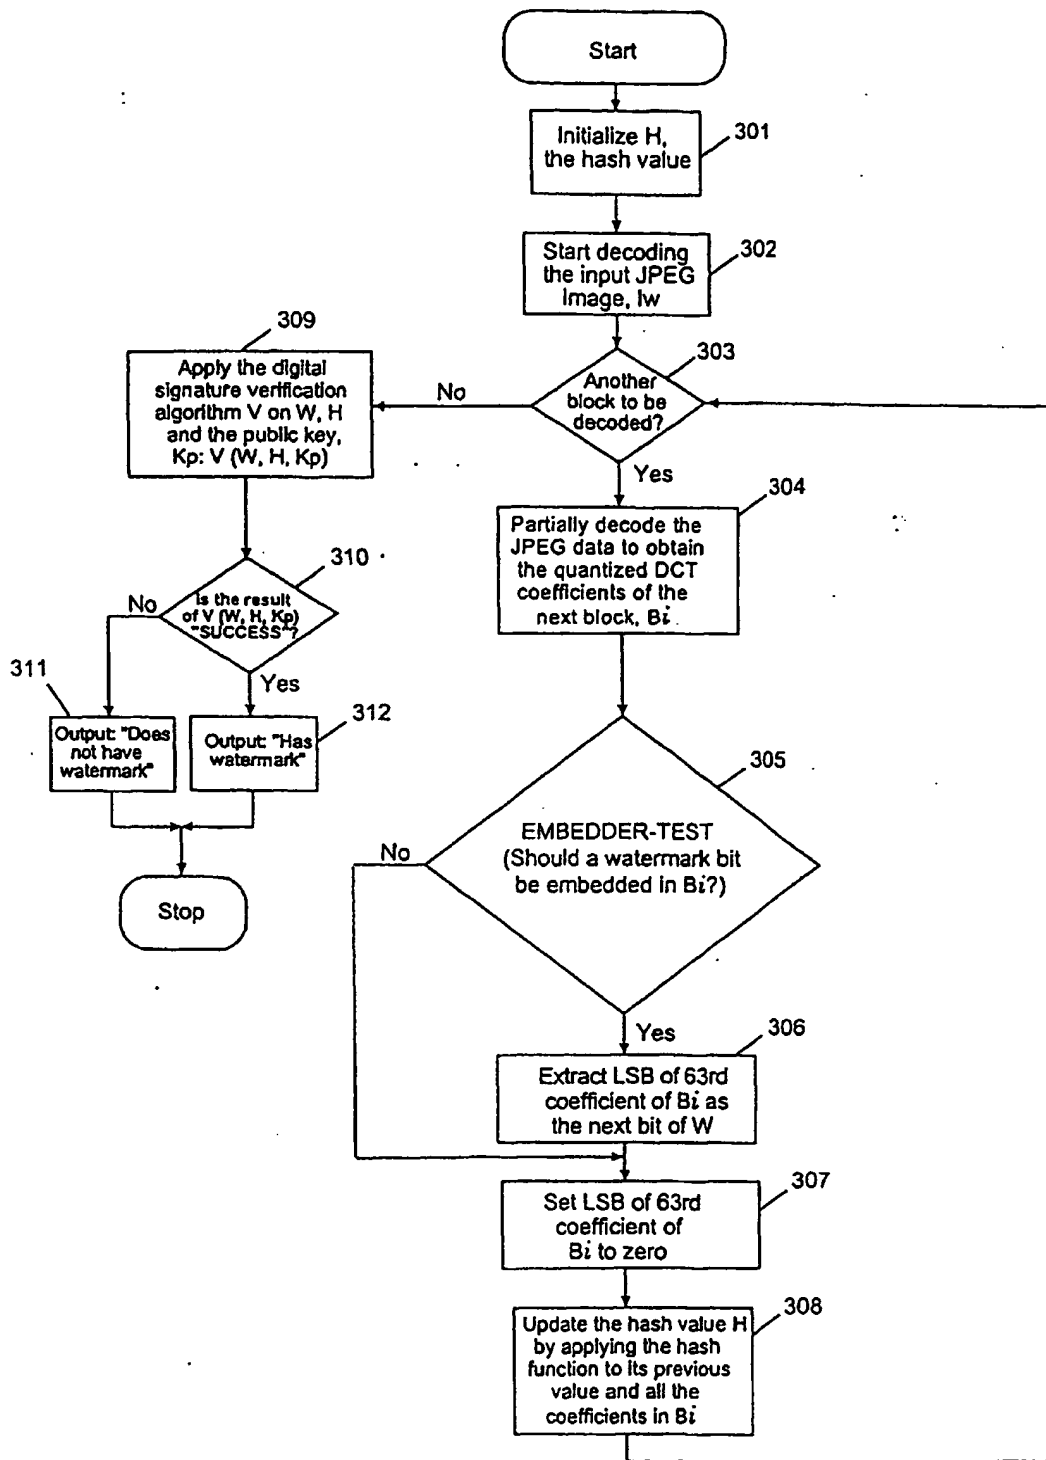 Start
Initialize H,
the hash value
301
Start decoding
the input JPEG
Image, Iw
302
303
Another
block to be
decoded?
No
Yes
309
Apply the digital
signature verification
algorithm V on W, H
and the public key,
Kp: V (W, H, Kp)
304
Partially decode the
JPEG data to obtain
the quantized DCT
coefficients of the
next block, Bi
310
Is the result
of V (W, H, Kp)
"SUCCESS"?
No
Yes
311
Output: "Does
not have
watermark"
312
Output: "Has
watermark"
Stop
305
EMBEDDER-TEST
(Should a watermark bit
be embedded in Bi?)
No
Yes
306
Extract LSB of 63rd
coefficient of Bi as
the next bit of W
307
Set LSB of 63rd
coefficient of
Bi to zero
308
Update the hash value H
by applying the hash
function to its previous
value and all the
coefficients in Bi